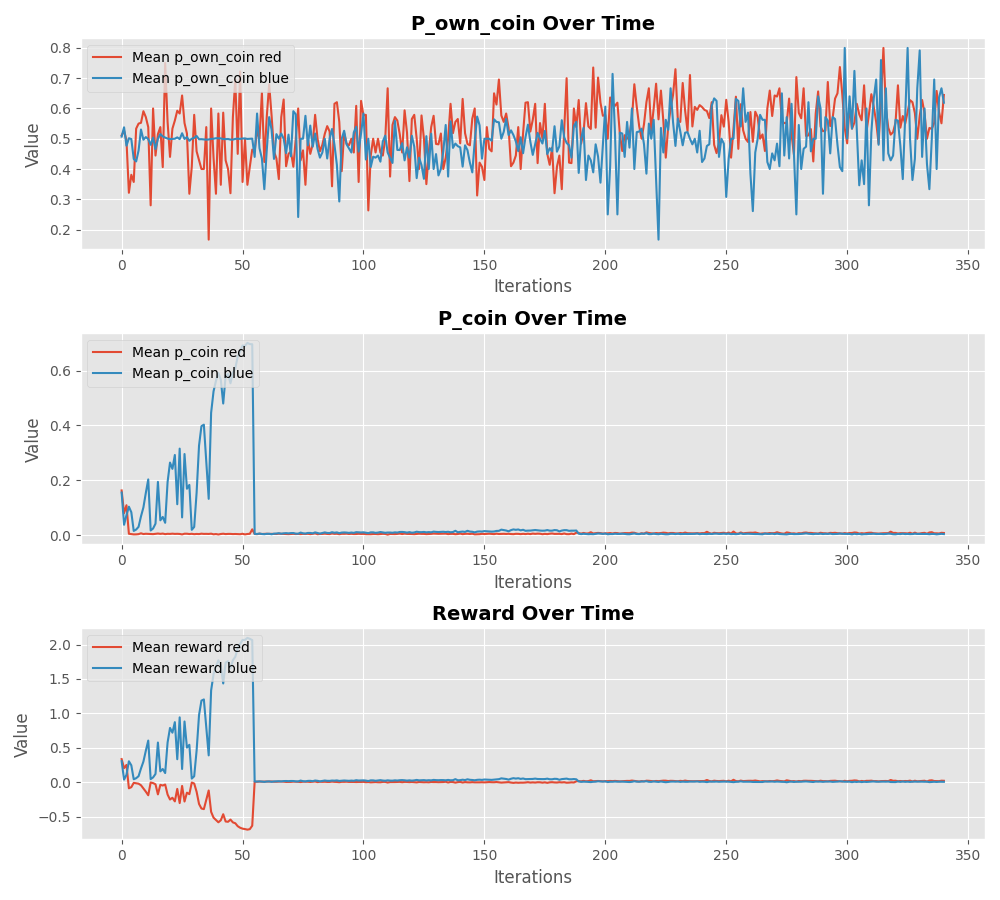 P_own_coin Over Time
Mean p_own_coin red
Mean p_own_coin blue
Value
0.8
0.7
0.6
0.5
0.4
0.3
0.2
0 50 100 150 200 250 300 350
Iterations
P_coin Over Time
Mean p_coin red
Mean p_coin blue
Value
0.6
0.4
0.2
0.0
0 50 100 150 200 250 300 350
Iterations
Reward Over Time
Mean reward red
Mean reward blue
Value
2.0
1.5
1.0
0.5
0.0
−0.5
0 50 100 150 200 250 300 350
Iterations